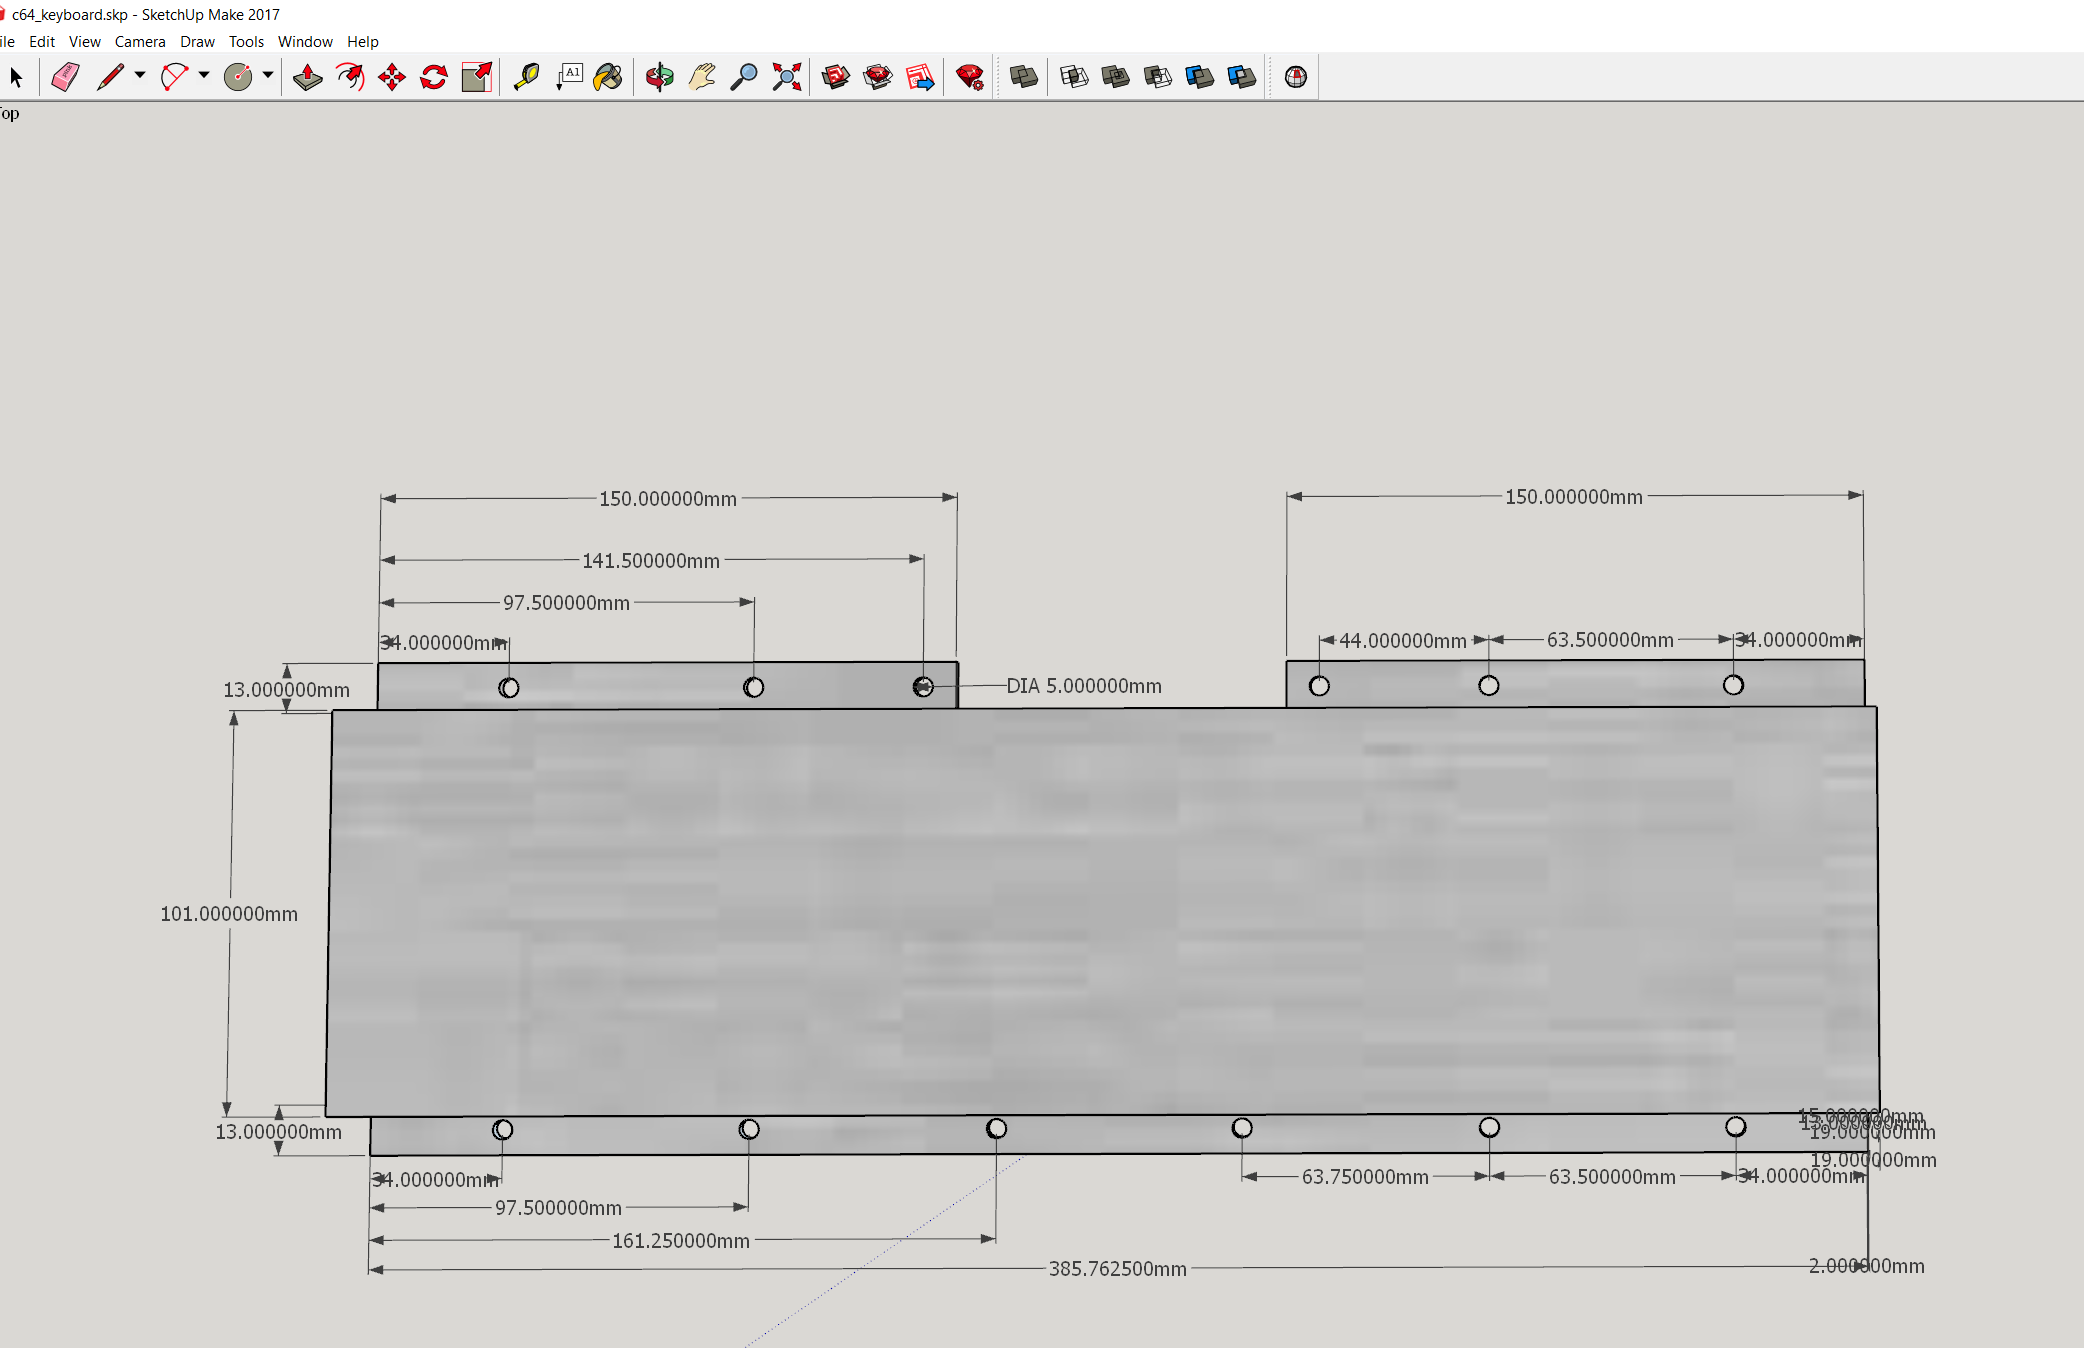 c64_keyboard.skp - SketchUp Make 2017
ile Edit View Camera Draw Tools Window Help
A1
Top
150.000000mm
150.000000mm
141.500000mm
97.500000mm
34.000000mm
44.000000mm
63.500000mm
34.000000mm
13.000000mm
DIA 5.000000mm
101.000000mm
13.000000mm
19.000000mm
19.000000mm
34.000000mm
63.750000mm
63.500000mm
34.000000mm
97.500000mm
161.250000mm
385.762500mm
2.000000mm